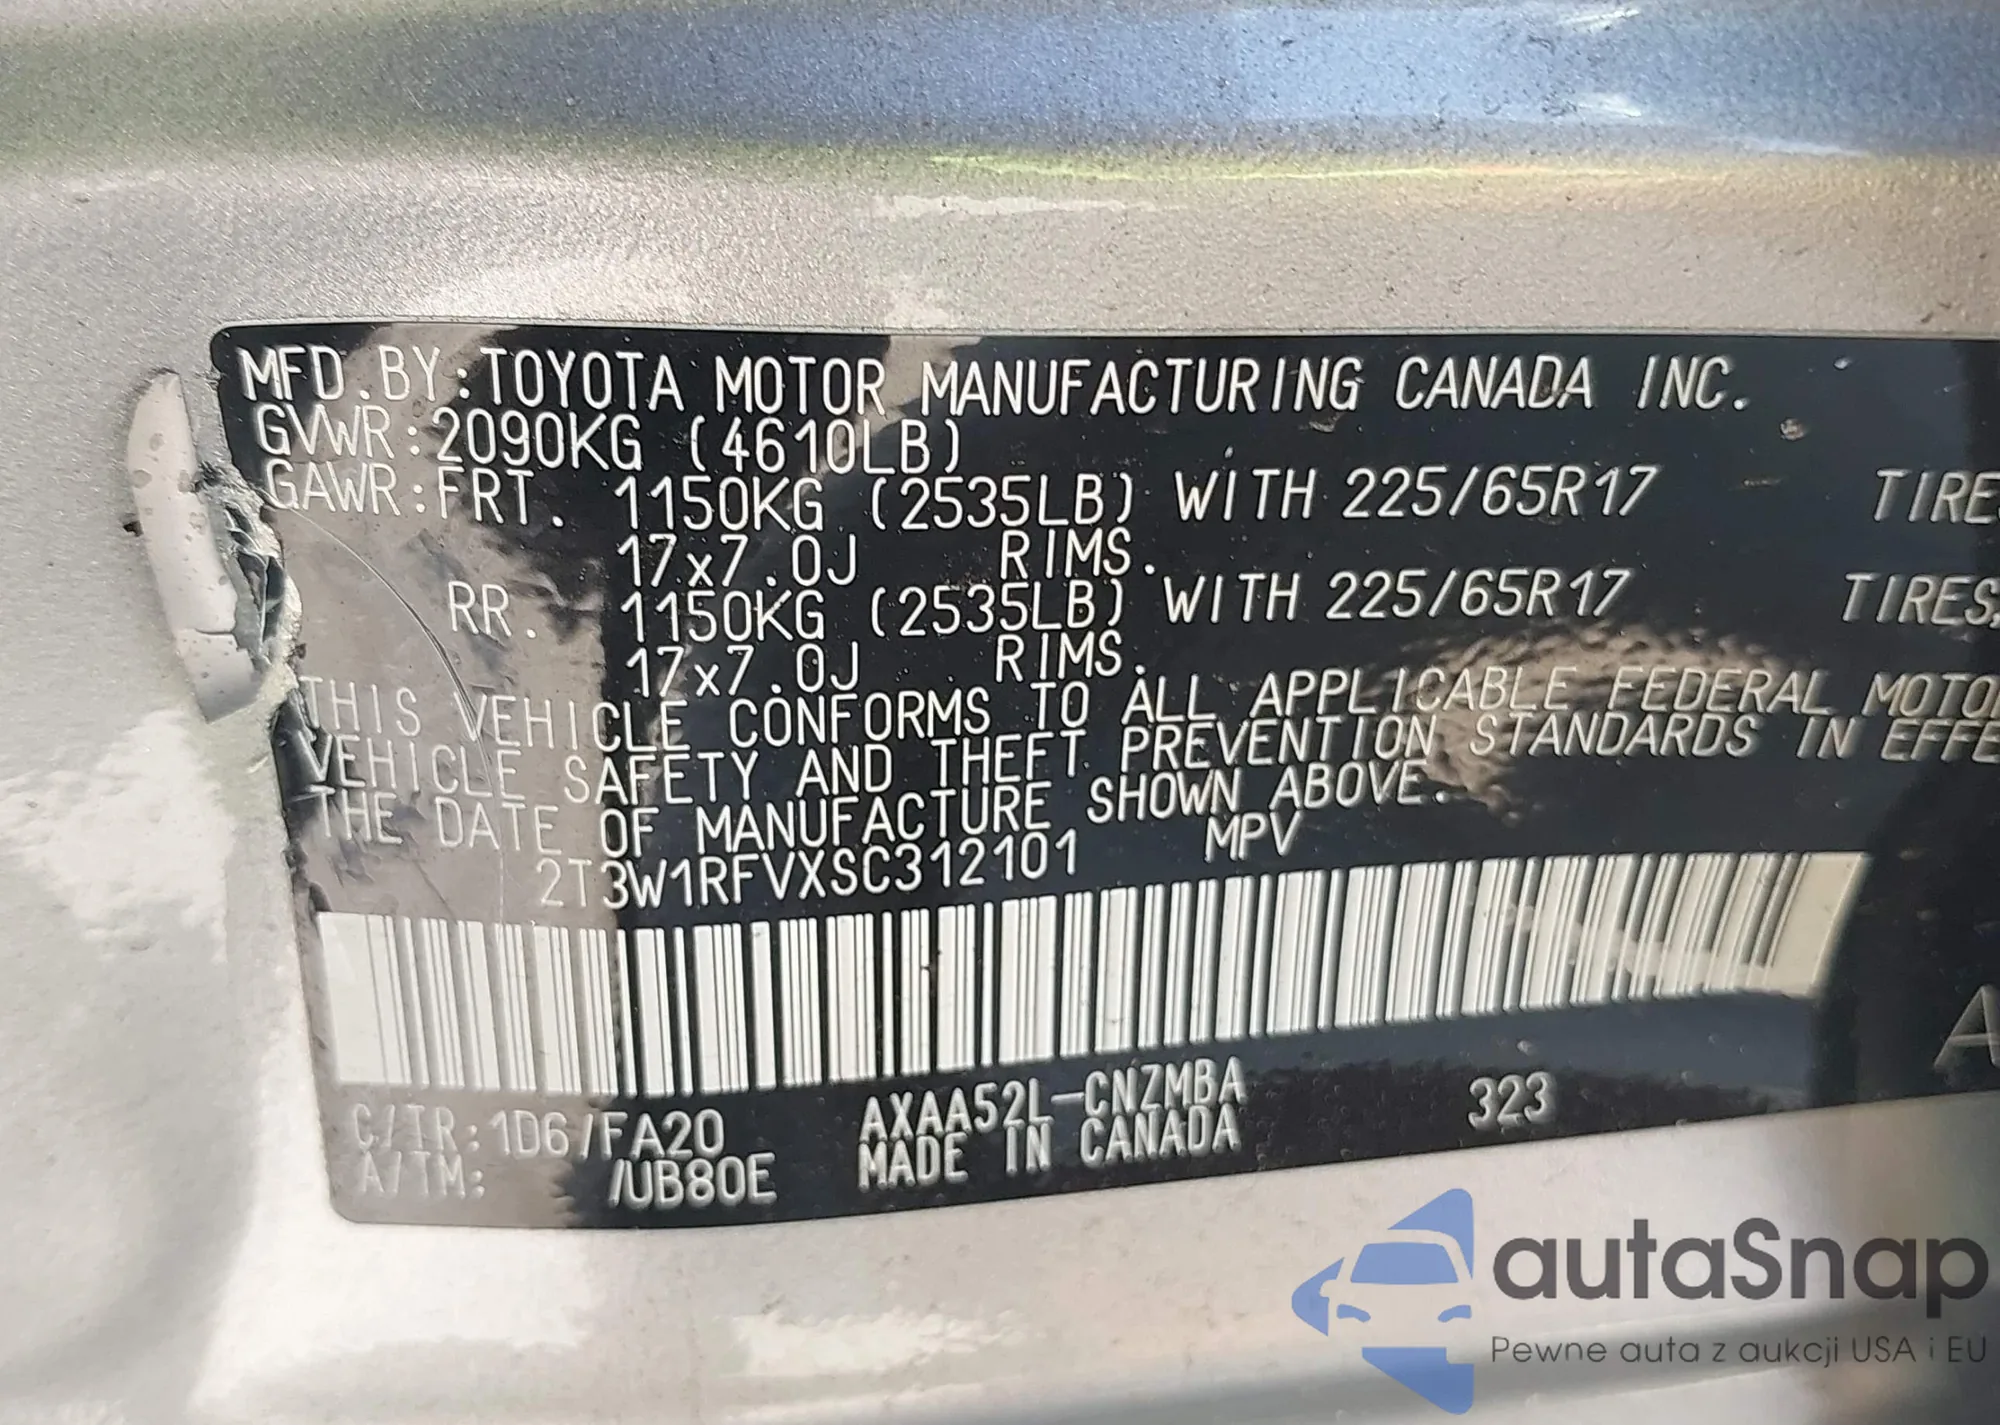 MFD. BY: TOYOTA MOTOR MANUFACTURING CANADA INC.
GVWR: 2090KG (4610LB)
GAWR: FRT. 1150KG (2535LB) WITH 225/65R17 TIRE
17x7.0J RIMS.
RR. 1150KG (2535LB) WITH 225/65R17 TIRES,
17x7.0J RIMS.
THIS VEHICLE CONFORMS TO ALL APPLICABLE FEDERAL MOTO
VEHICLE SAFETY AND THEFT PREVENTION STANDARDS IN EFFE
THE DATE OF MANUFACTURE SHOWN ABOVE.
2T3W1RFVXSC312101 MPV
C/TR: 1D6/FA20 AXAA52L-CNZMBA 323
A/TM: /UB80E MADE IN CANADA
A
autaSnap
Pewne auta z aukcji USA i EU